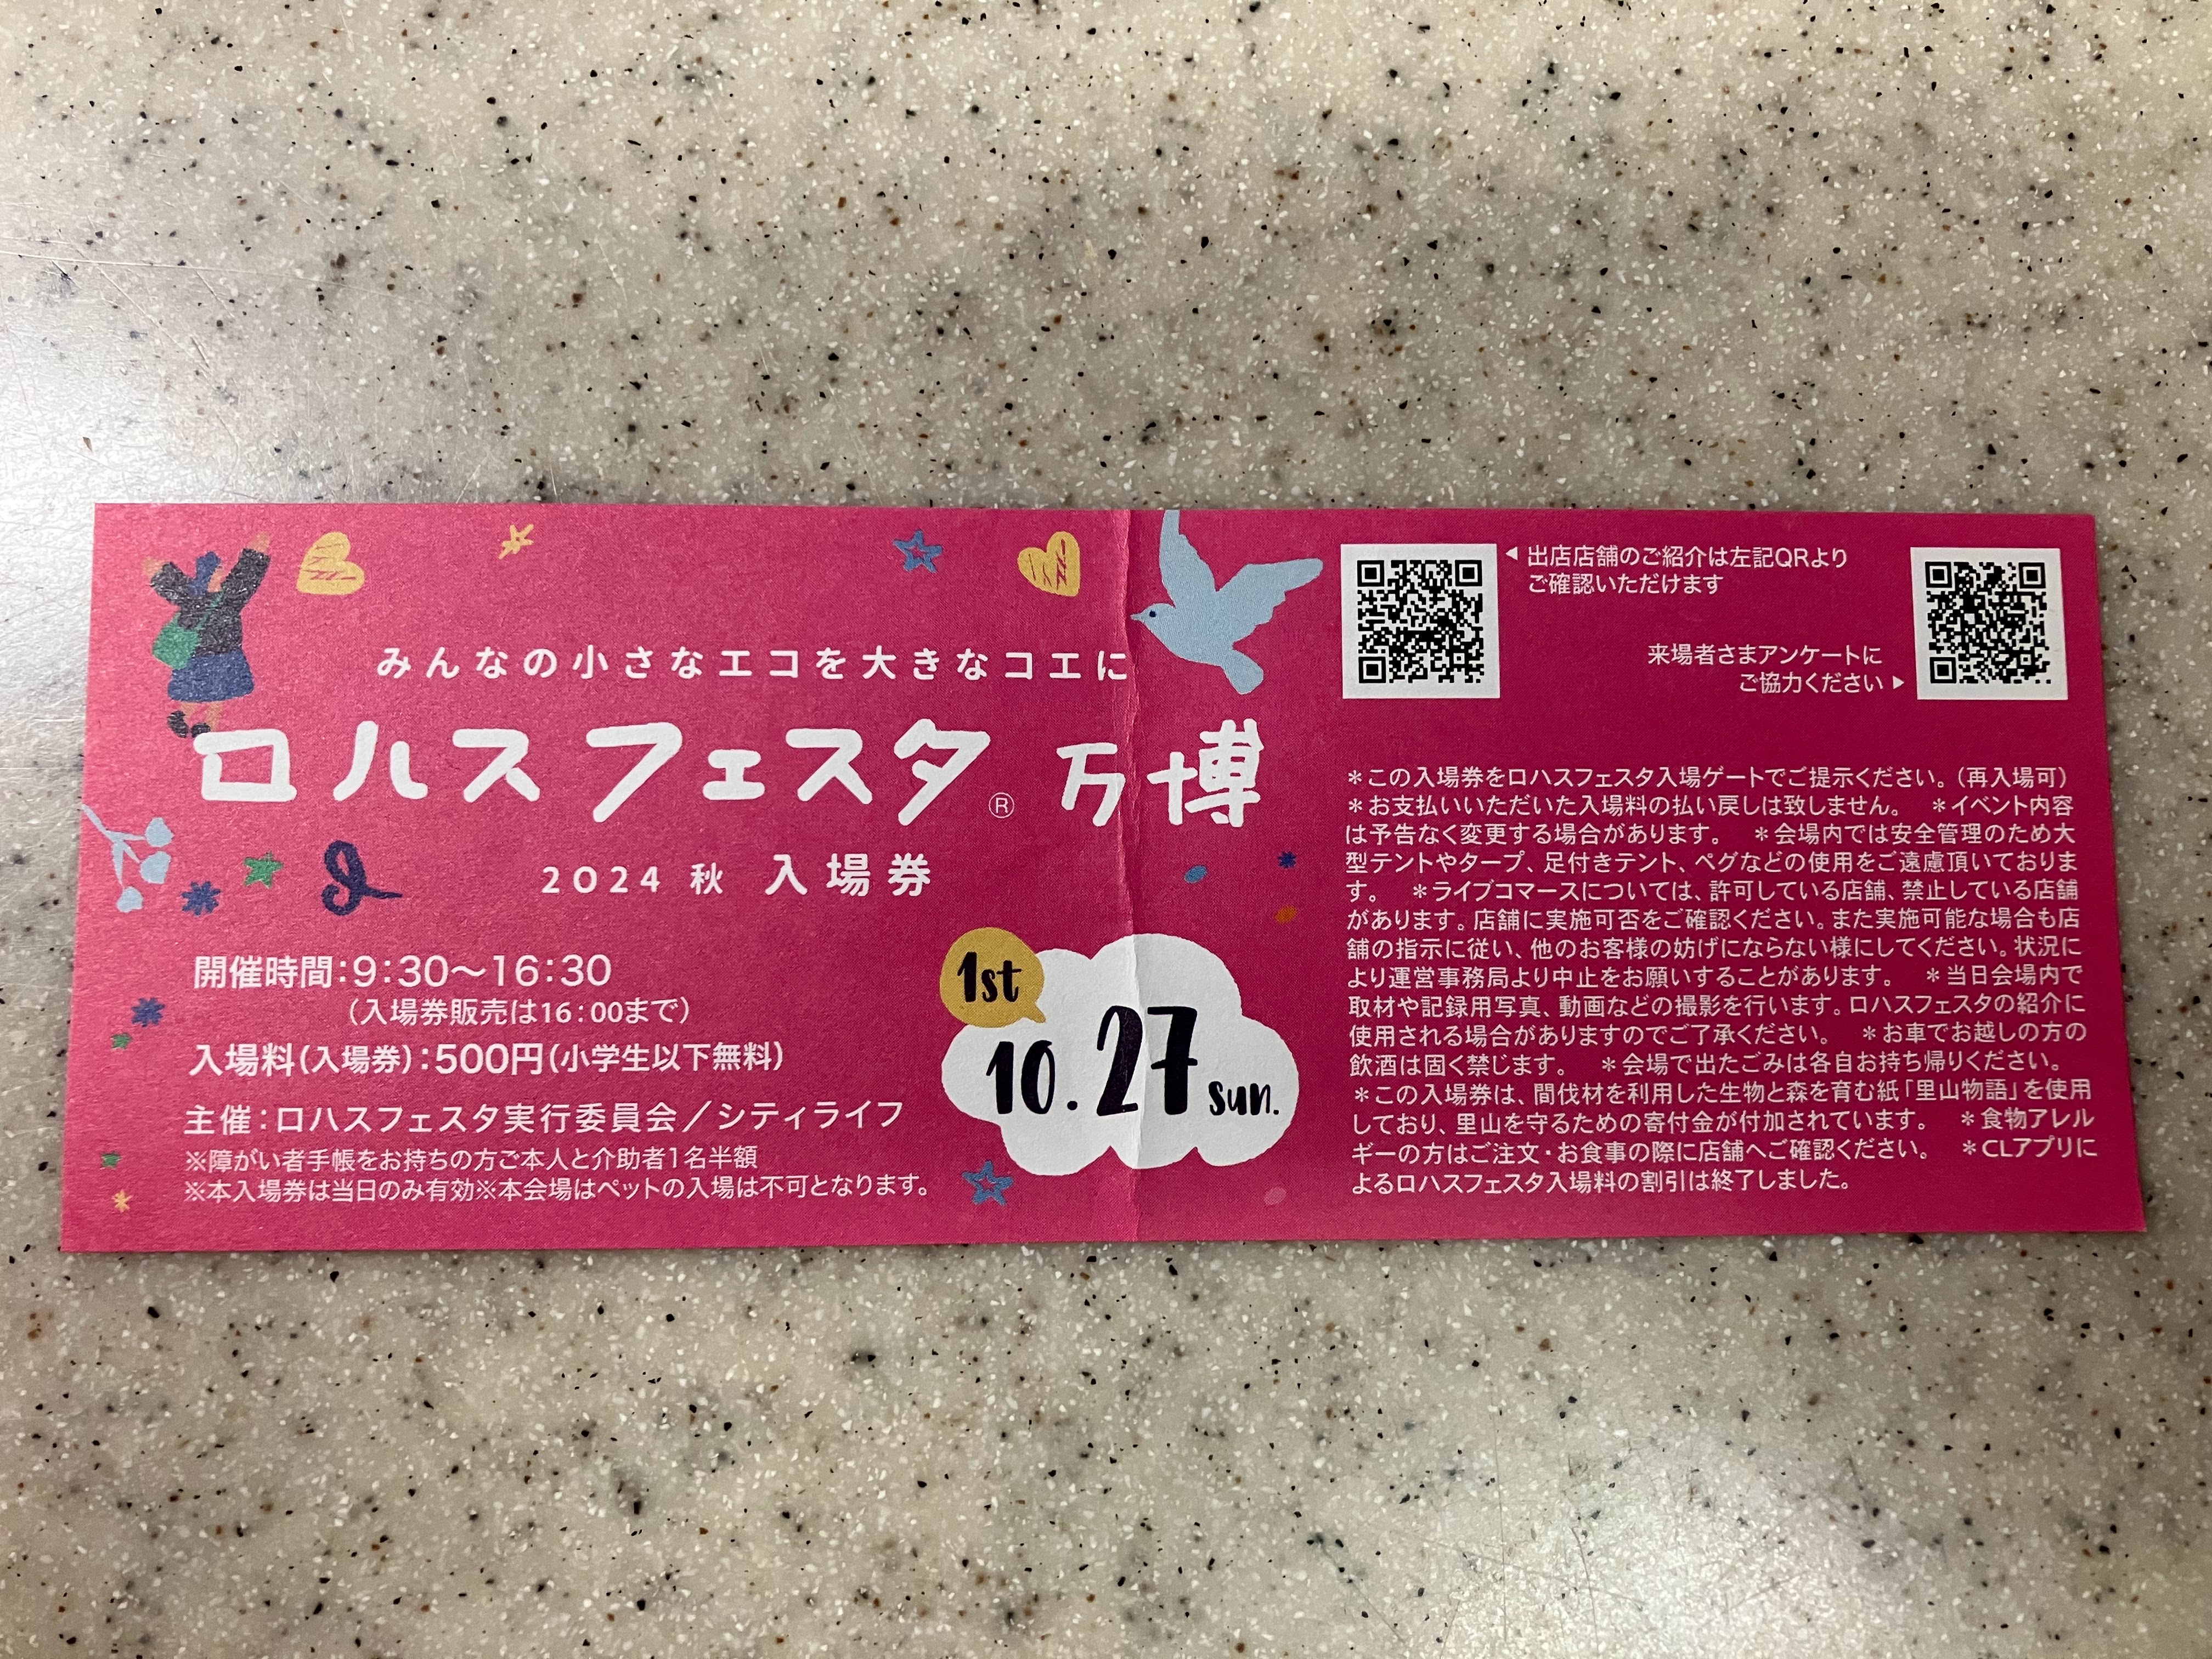 みんなの小さなエコを大きなコエに
ロハスフェスタ® 万博
2024 秋 入場券
開催時間：9：30〜16：30
（入場券販売は16：00まで）
入場料（入場券）：500円（小学生以下無料）
主催：ロハスフェスタ実行委員会／シティライフ
※障がい者手帳をお持ちの方ご本人と介助者1名半額
※本入場券は当日のみ有効※本会場はペットの入場は不可となります。
1st
10.27sun.
◀出店店舗のご紹介は左記QRより
ご確認いただけます
来場者さまアンケートに
ご協力ください▶
＊この入場券をロハスフェスタ入場ゲートでご提示ください。（再入場可）
＊お支払いいただいた入場料の払い戻しは致しません。　＊イベント内容
は予告なく変更する場合があります。　＊会場内では安全管理のため大
型テントやタープ、足付きテント、ペグなどの使用をご遠慮頂いておりま
す。　＊ライブコマースについては、許可している店舗、禁止している店舗
があります。店舗に実施可否をご確認ください。また実施可能な場合も店
舗の指示に従い、他のお客様の妨げにならない様にしてください。状況に
より運営事務局より中止をお願いすることがあります。　＊当日会場内で
取材や記録用写真、動画などの撮影を行います。ロハスフェスタの紹介に
使用される場合がありますのでご了承ください。　＊お車でお越しの方の
飲酒は固く禁じます。　＊会場で出たごみは各自お持ち帰りください。
＊この入場券は、間伐材を利用した生物と森を育む紙「里山物語」を使用
しており、里山を守るための寄付金が付加されています。　＊食物アレル
ギーの方はご注文・お食事の際に店舗へご確認ください。　＊CLアプリに
よるロハスフェスタ入場料の割引は終了しました。